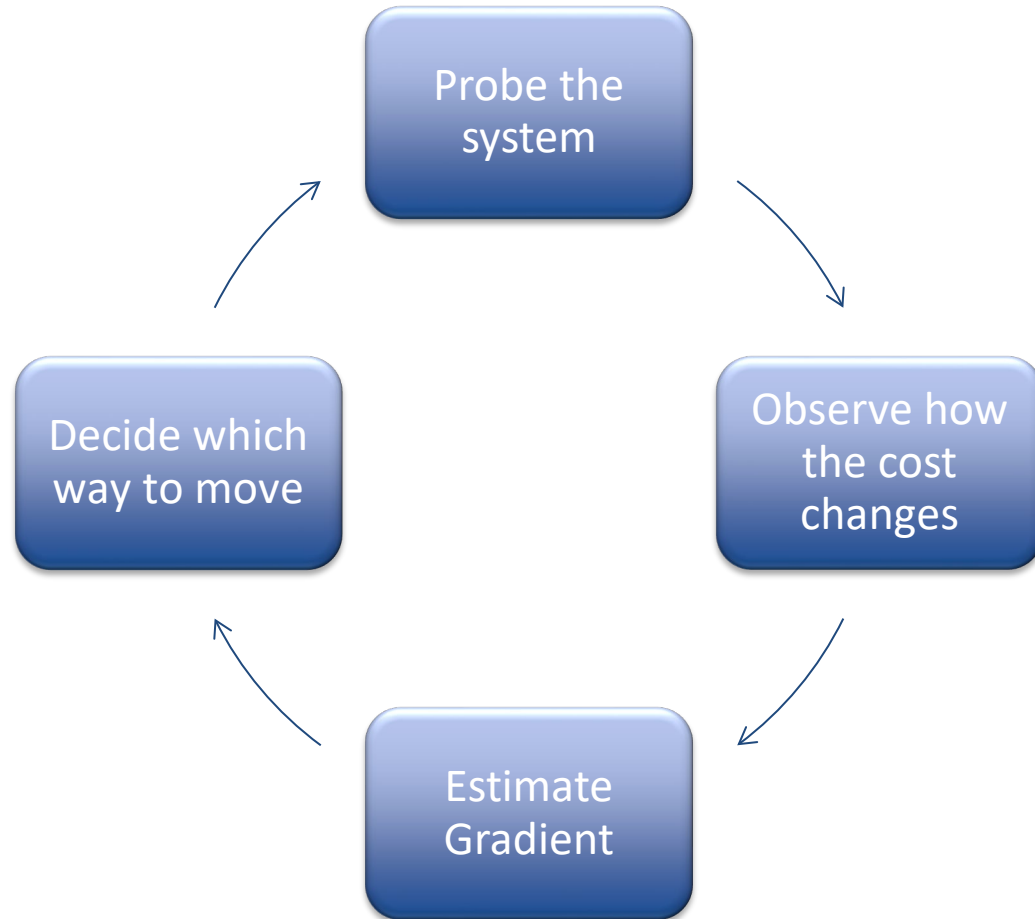 Probe the
system
Observe how
the cost
changes
Estimate
Gradient
Decide which
way to move